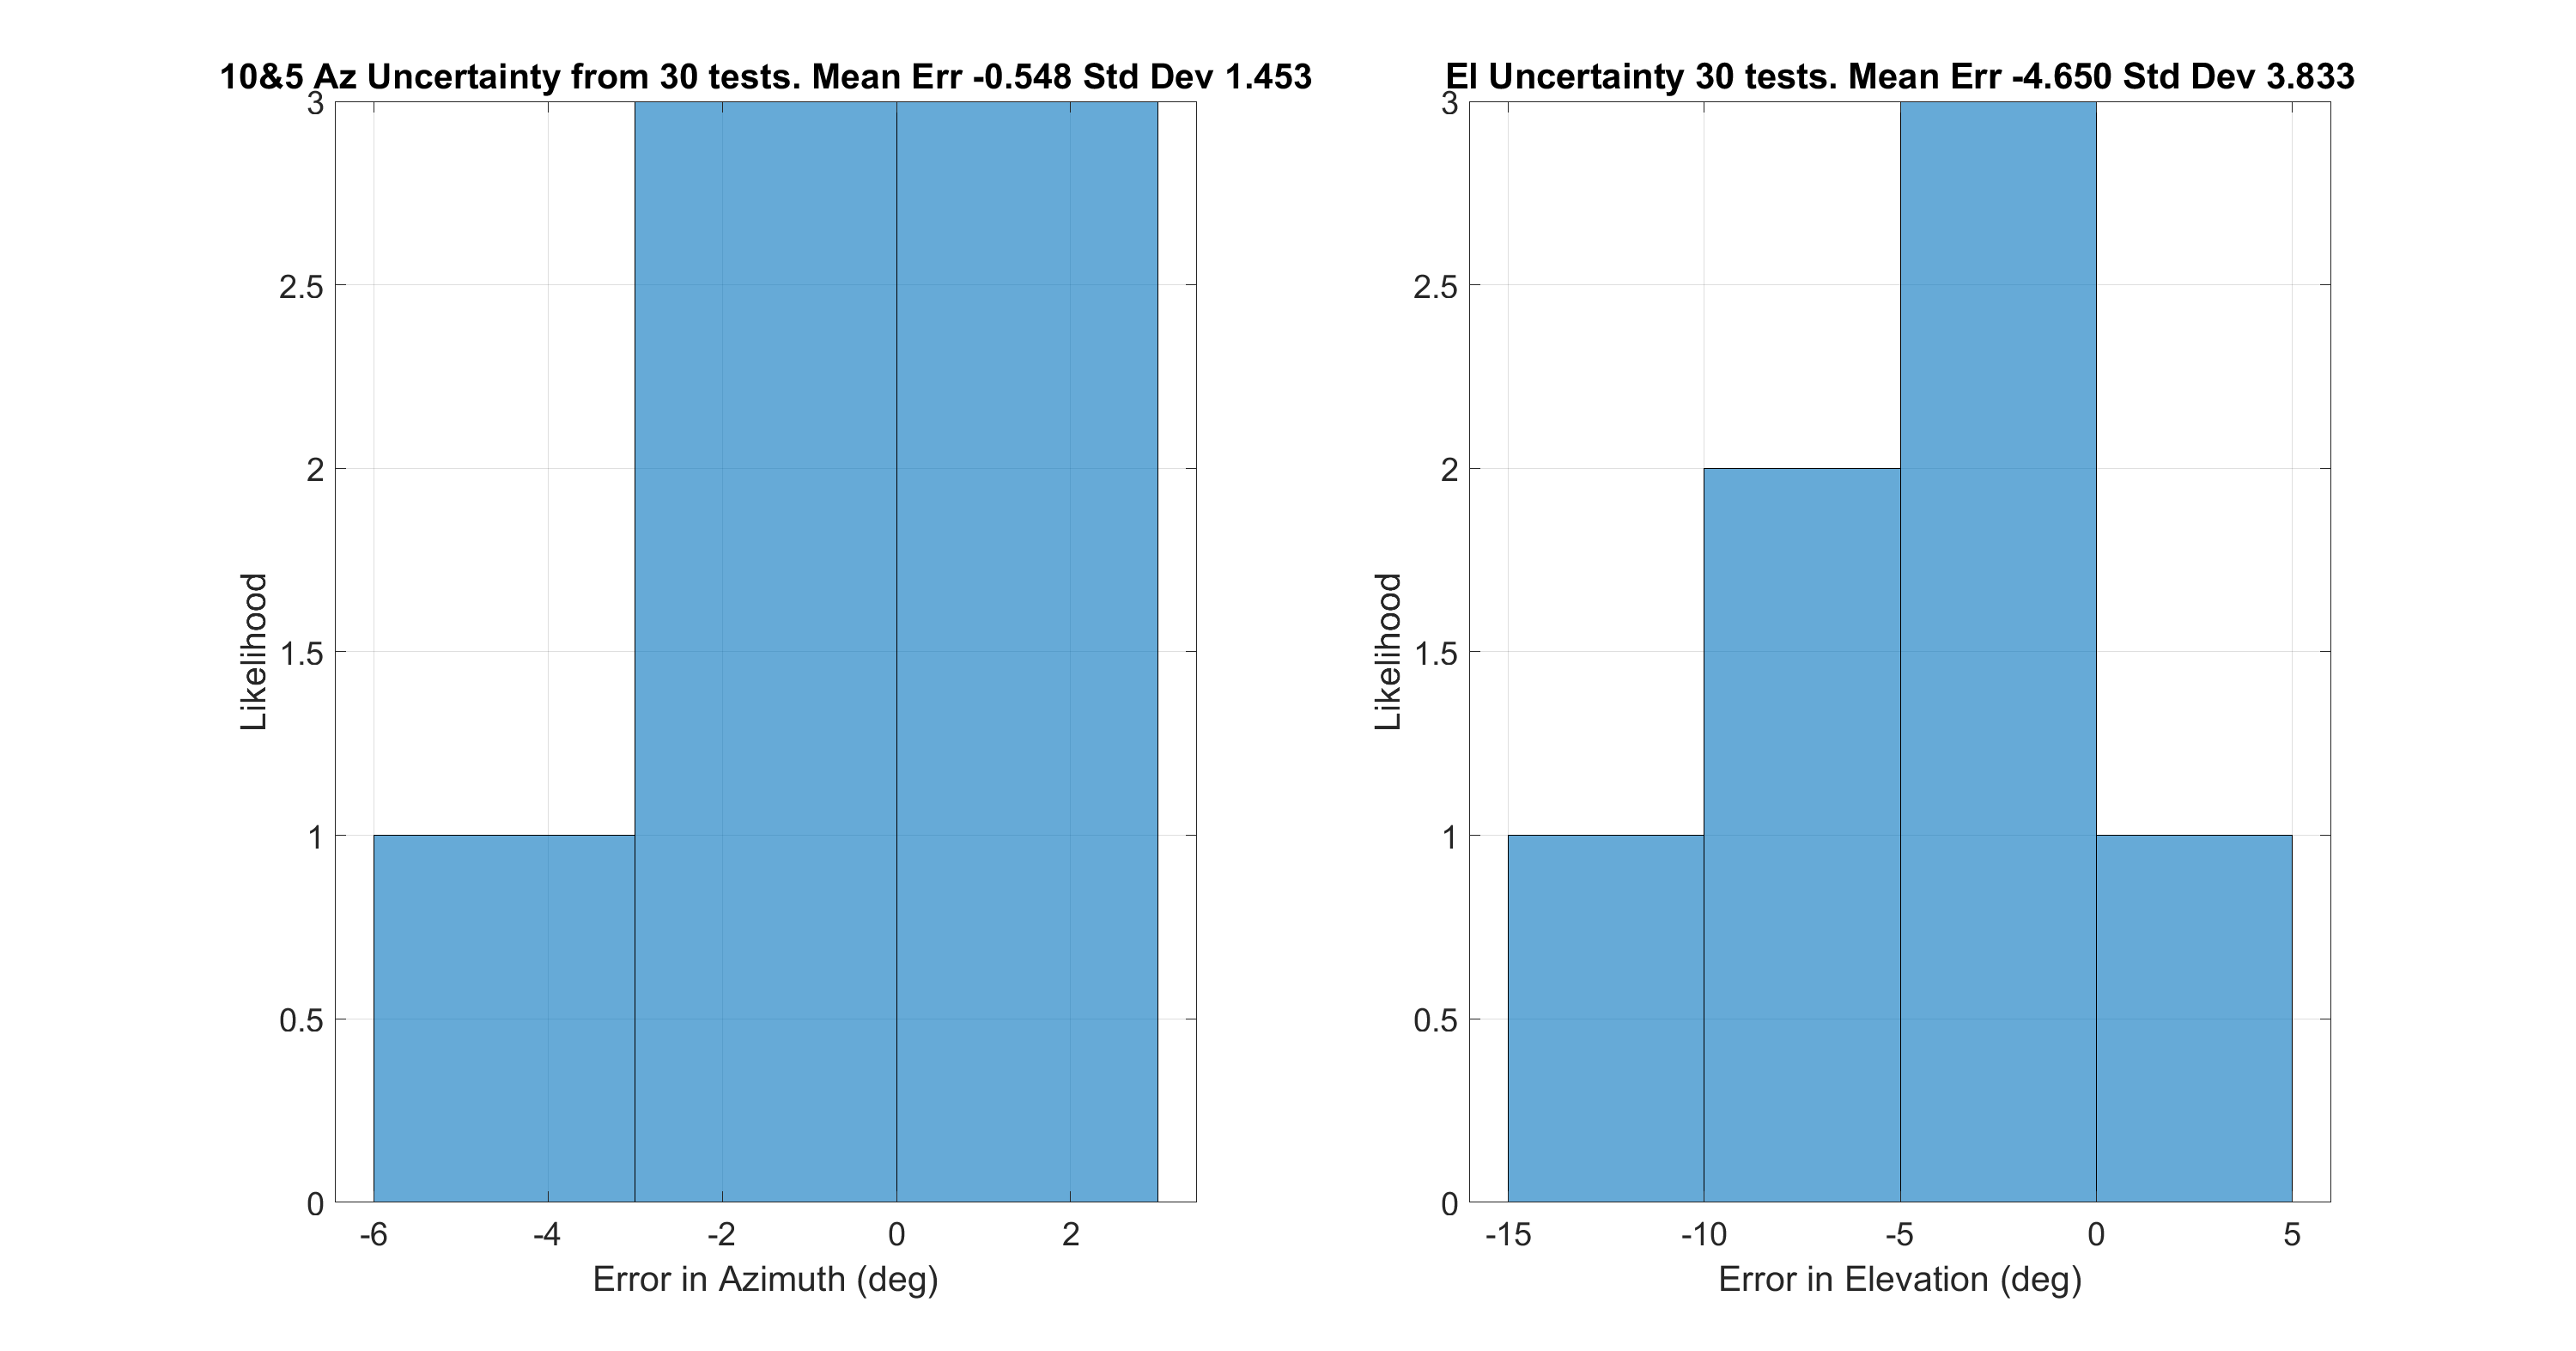 10&5 Az Uncertainty from 30 tests. Mean Err -0.548 Std Dev 1.453
3
2.5
2
1.5
1
0.5
0
Likelihood
-6 -4 -2 0 2
Error in Azimuth (deg)
El Uncertainty 30 tests. Mean Err -4.650 Std Dev 3.833
3
2.5
2
1.5
1
0.5
0
Likelihood
-15 -10 -5 0 5
Error in Elevation (deg)